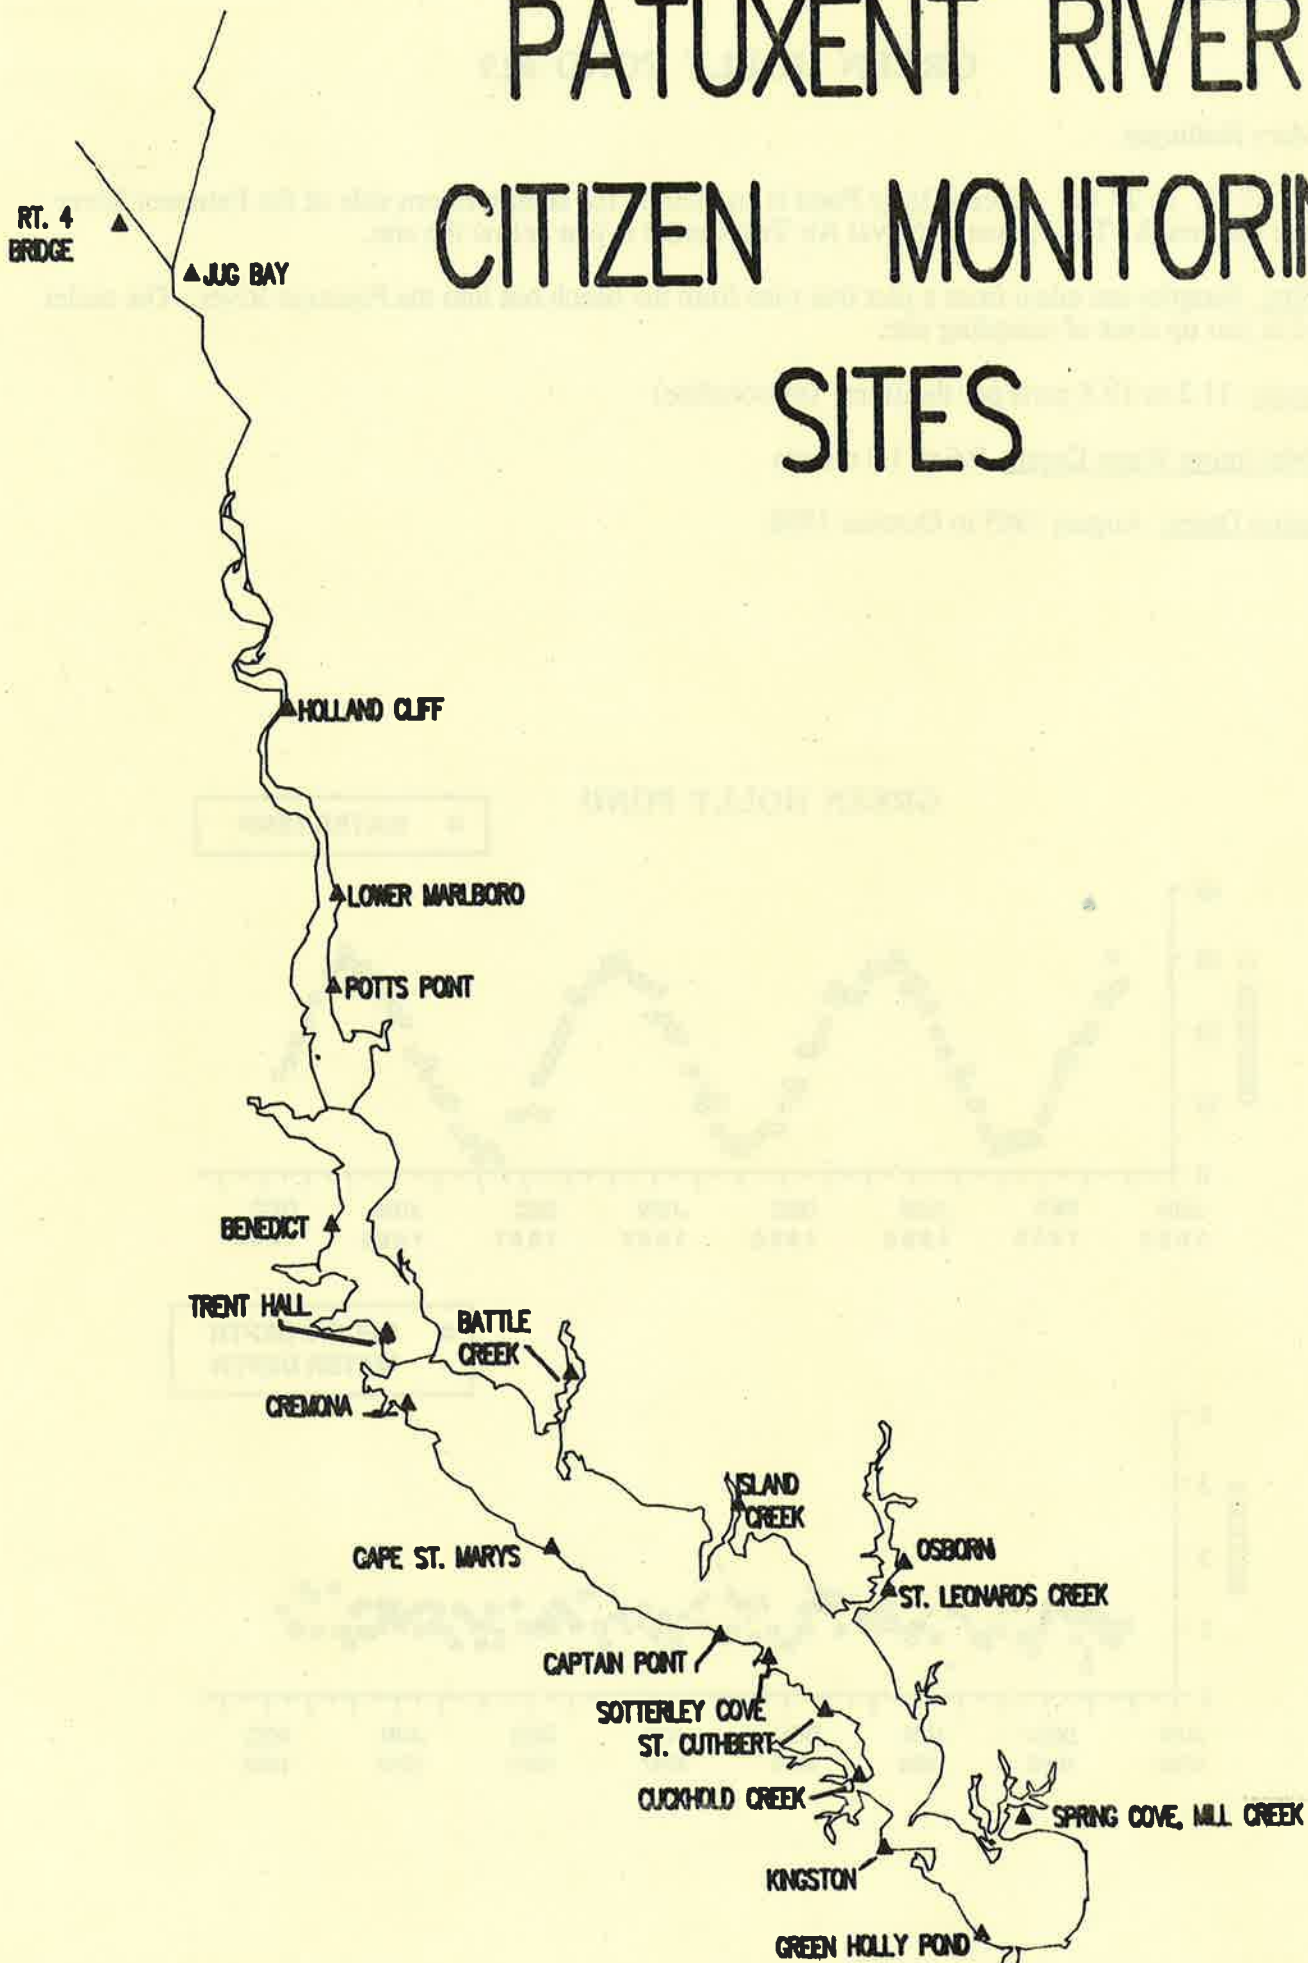 PATUXENT RIVER
CITIZEN MONITORIN
SITES
RT. 4
BRIDGE
JUG BAY
HOLLAND CLIFF
LOWER MARLBORO
POTTS POINT
BENEDICT
TRENT HALL
BATTLE
CREEK
CREMONA
ISLAND
CREEK
CAPE ST. MARYS
OSBORN
ST. LEONARDS CREEK
CAPTAIN POINT
SOTTERLEY COVE
ST. CUTHBERT
CUCKHOLD CREEK
SPRING COVE, MILL CREEK
KINGSTON
GREEN HOLLY POND